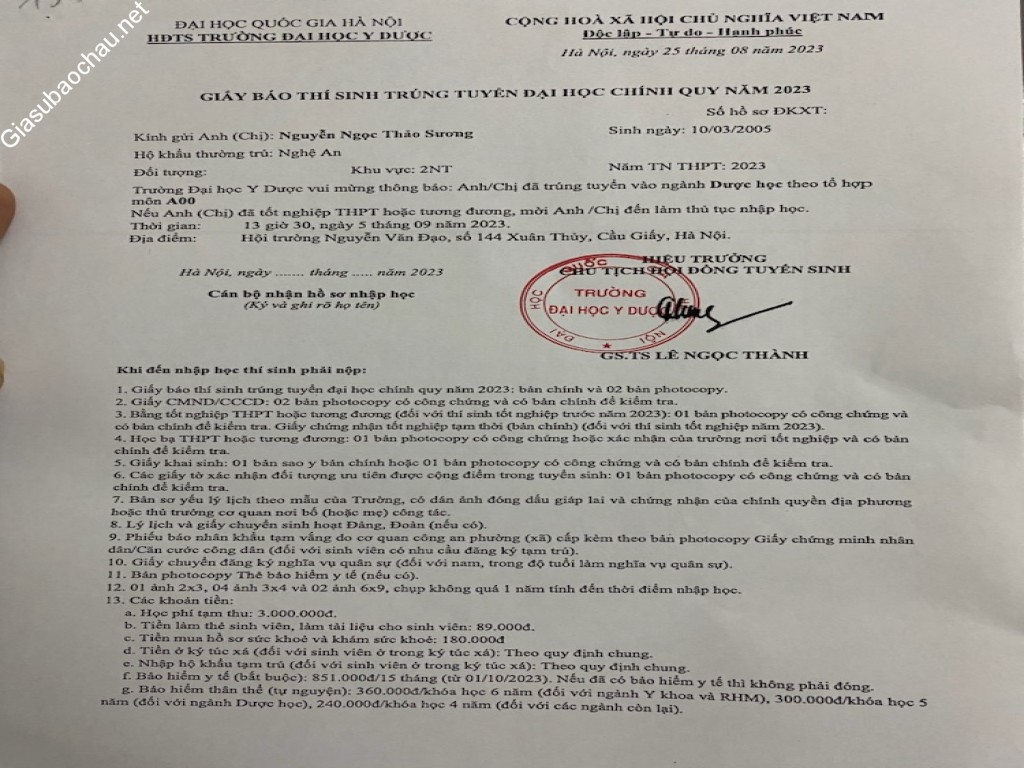 Giasubaochau.net
ĐẠI HỌC QUỐC GIA HÀ NỘI
HĐTS TRƯỜNG ĐẠI HỌC Y DƯỢC
CỘNG HOÀ XÃ HỘI CHỦ NGHĨA VIỆT NAM
Độc lập - Tự do - Hạnh phúc
Hà Nội, ngày 25 tháng 08 năm 2023
GIẤY BÁO THÍ SINH TRÚNG TUYỂN ĐẠI HỌC CHÍNH QUY NĂM 2023
Số hồ sơ ĐKXT:
Kính gửi Anh (Chị): Nguyễn Ngọc Thảo Sương
Sinh ngày: 10/03/2005
Hộ khẩu thường trú: Nghệ An
Đối tượng:
Khu vực: 2NT
Năm TN THPT: 2023
Trường Đại học Y Dược vui mừng thông báo: Anh/Chị đã trúng tuyển vào ngành Dược học theo tổ hợp
môn A00
Nếu Anh (Chị) đã tốt nghiệp THPT hoặc tương đương, mời Anh /Chị đến làm thủ tục nhập học.
Thời gian: 13 giờ 30, ngày 5 tháng 09 năm 2023.
Địa điểm: Hội trường Nguyễn Văn Đạo, số 144 Xuân Thủy, Cầu Giấy, Hà Nội.
Hà Nội, ngày ....... tháng ..... năm 2023
Cán bộ nhận hồ sơ nhập học
(Ký và ghi rõ họ tên)
HIỆU TRƯỞNG
CHỦ TỊCH HỘI ĐỒNG TUYỂN SINH
TRƯỜNG
ĐẠI HỌC Y DƯỢC
GS.TS LÊ NGỌC THÀNH
Khi đến nhập học thí sinh phải nộp:
1. Giấy báo thí sinh trúng tuyển đại học chính quy năm 2023: bản chính và 02 bản photocopy.
2. Giấy CMND/CCCD: 02 bản photocopy có công chứng và có bản chính để kiểm tra.
3. Bằng tốt nghiệp THPT hoặc tương đương (đối với thí sinh tốt nghiệp trước năm 2023): 01 bản photocopy có công chứng và
có bản chính để kiểm tra. Giấy chứng nhận tốt nghiệp tạm thời (bản chính) (đối với thí sinh tốt nghiệp năm 2023).
4. Học bạ THPT hoặc tương đương: 01 bản photocopy có công chứng hoặc xác nhận của trường nơi tốt nghiệp và có bản
chính để kiểm tra.
5. Giấy khai sinh: 01 bản sao y bản chính hoặc 01 bản photocopy có công chứng và có bản chính để kiểm tra.
6. Các giấy tờ xác nhận đối tượng ưu tiên được cộng điểm trong tuyển sinh: 01 bản photocopy có công chứng và có bản
chính để kiểm tra.
7. Bản sơ yếu lý lịch theo mẫu của Trường, có dán ảnh đóng dấu giáp lai và chứng nhận của chính quyền địa phương
hoặc thủ trưởng cơ quan nơi bố (hoặc mẹ) công tác.
8. Lý lịch và giấy chuyển sinh hoạt Đảng, Đoàn (nếu có).
9. Phiếu báo nhân khẩu tạm vắng do cơ quan công an phường (xã) cấp kèm theo bản photocopy Giấy chứng minh nhân
dân/Căn cước công dân (đối với sinh viên có nhu cầu đăng ký tạm trú).
10. Giấy chuyển đăng ký nghĩa vụ quân sự (đối với nam, trong độ tuổi làm nghĩa vụ quân sự).
11. Bản photocopy Thẻ bảo hiểm y tế (nếu có).
12. 01 ảnh 2x3, 04 ảnh 3x4 và 02 ảnh 6x9, chụp không quá 1 năm tính đến thời điểm nhập học.
13. Các khoản tiền:
a. Học phí tạm thu: 3.000.000đ.
b. Tiền làm thẻ sinh viên, làm tài liệu cho sinh viên: 89.000đ.
c. Tiền mua hồ sơ sức khoẻ và khám sức khoẻ: 180.000đ
d. Tiền ở ký túc xá (đối với sinh viên ở trong ký túc xá): Theo quy định chung.
e. Nhập hộ khẩu tạm trú (đối với sinh viên ở trong ký túc xá): Theo quy định chung.
f. Bảo hiểm y tế (bắt buộc): 851.000đ/15 tháng (từ 01/10/2023). Nếu đã có bảo hiểm y tế thì không phải đóng.
g. Bảo hiểm thân thể (tự nguyện): 360.000đ/khóa học 6 năm (đối với ngành Y khoa và RHM), 300.000đ/khóa học 5
năm (đối với ngành Dược học), 240.000đ/khóa học 4 năm (đối với các ngành còn lại).